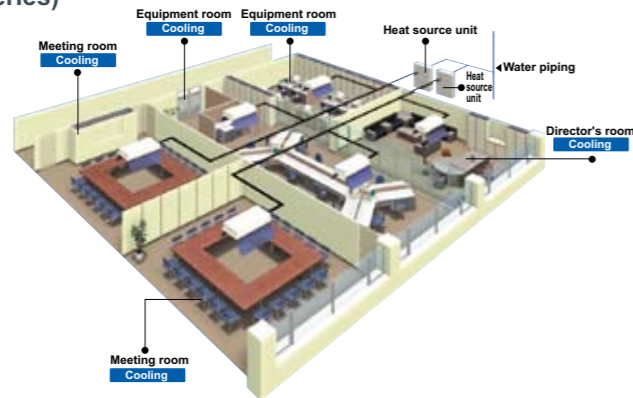 eries)
Equipment room
Cooling
Equipment room
Cooling
Meeting room
Cooling
Heat source unit
Water piping
Heat
source
unit
Director's room
Cooling
Meeting room
Cooling